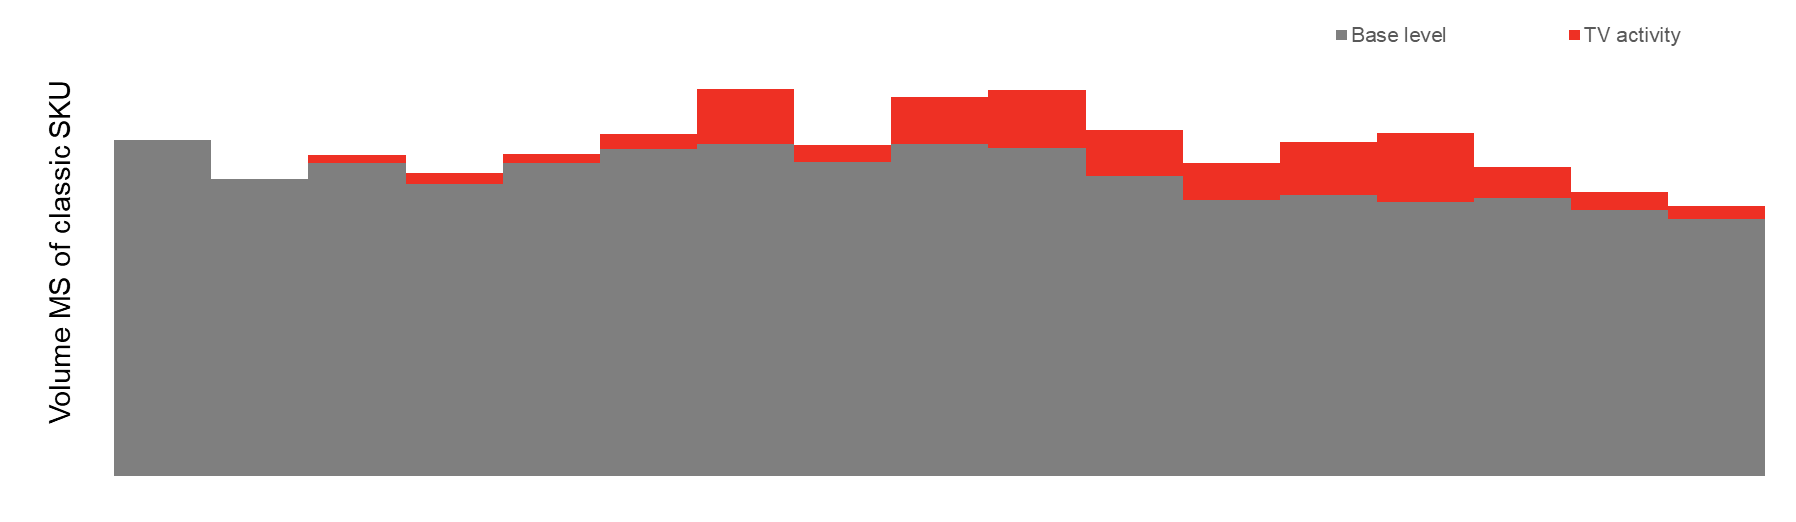 Base level
TV activity
Volume MS of classic SKU